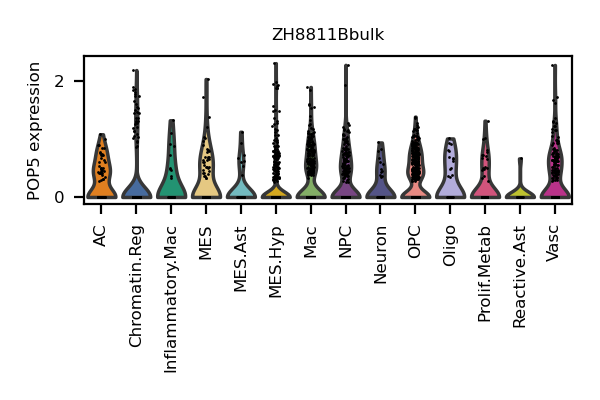 ZH8811Bbulk
POP5 expression
2
0
AC
Chromatin.Reg
Inflammatory.Mac
MES
MES.Ast
MES.Hyp
Mac
NPC
Neuron
OPC
Oligo
Prolif.Metab
Reactive.Ast
Vasc